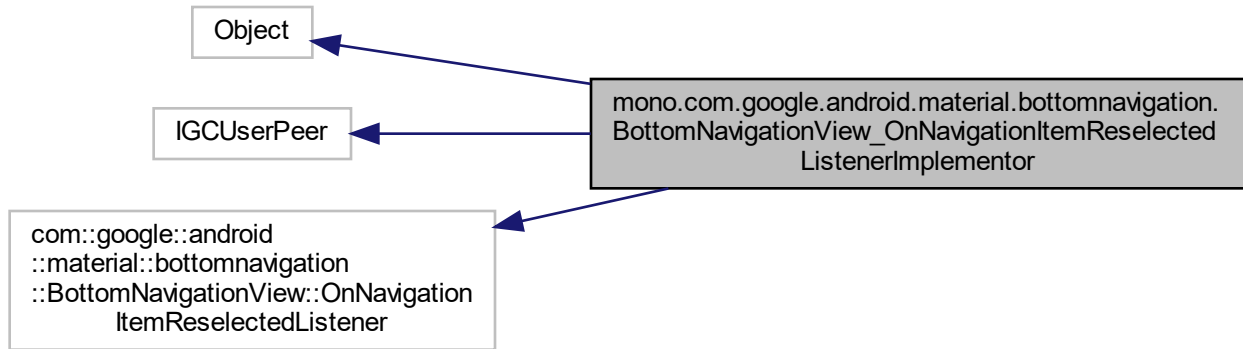 Object
IGCUserPeer
com::google::android
::material::bottomnavigation
::BottomNavigationView::OnNavigation
ItemReselectedListener
mono.com.google.android.material.bottomnavigation.
BottomNavigationView_OnNavigationItemReselected
ListenerImplementor